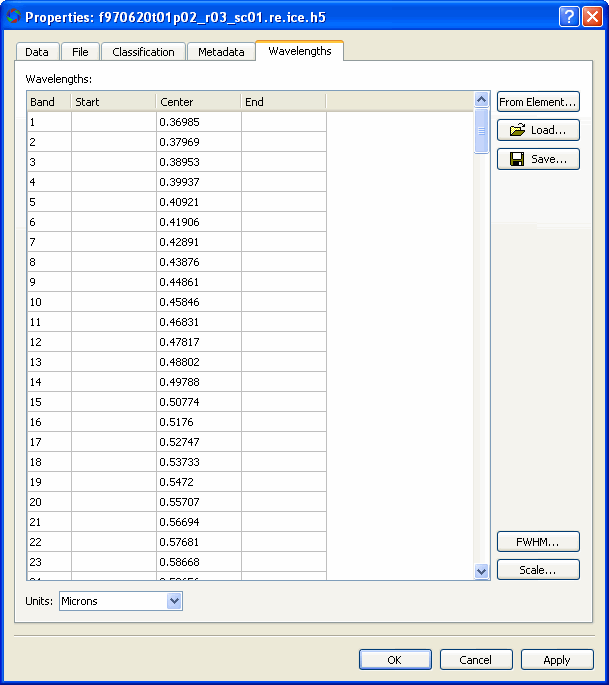 Properties: f970620t01p02_r03_sc01.re.ice.h5
Data File Classification Metadata Wavelengths
Wavelengths:
Band Start Center End
1 0.36985
2 0.37969
3 0.38953
4 0.39937
5 0.40921
6 0.41906
7 0.42891
8 0.43876
9 0.44861
10 0.45846
11 0.46831
12 0.47817
13 0.48802
14 0.49788
15 0.50774
16 0.5176
17 0.52747
18 0.53733
19 0.5472
20 0.55707
21 0.56694
22 0.57681
23 0.58668
From Element...
Load...
Save...
FWHM...
Scale...
Units: Microns
OK Cancel Apply